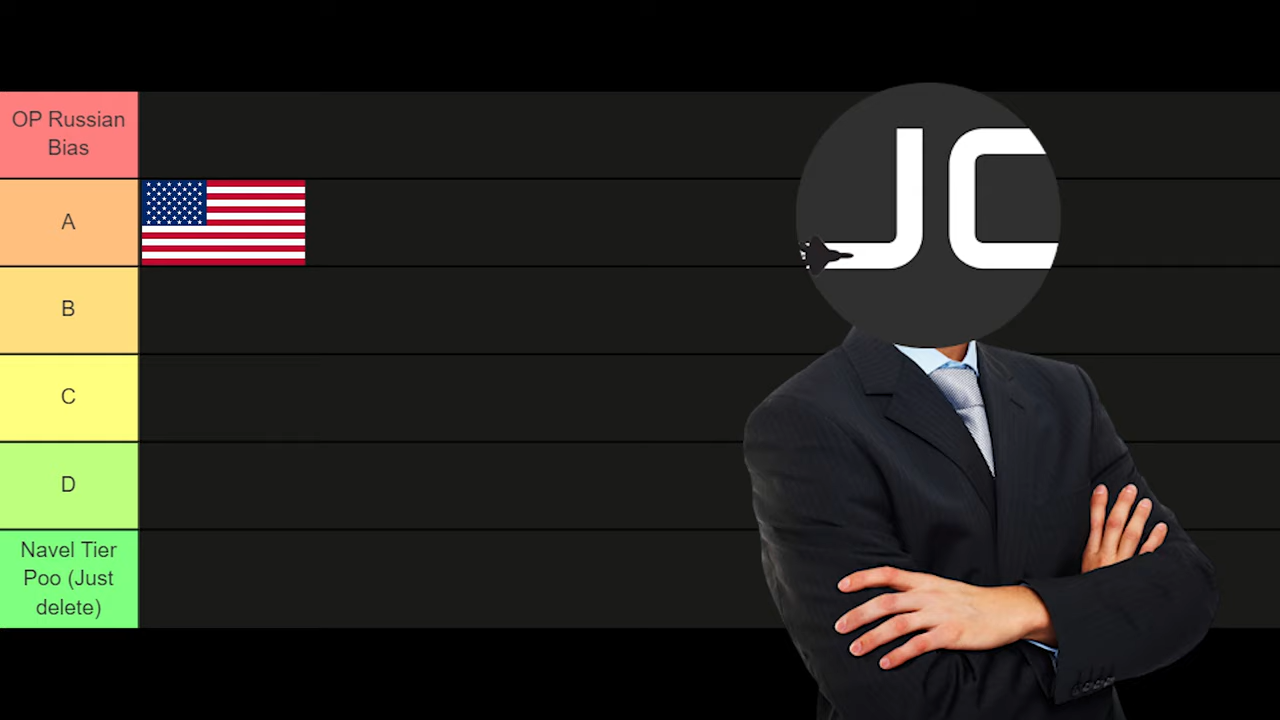 OP Russian
Bias
A
B
C
D
Navel Tier
Poo (Just
delete)
JC